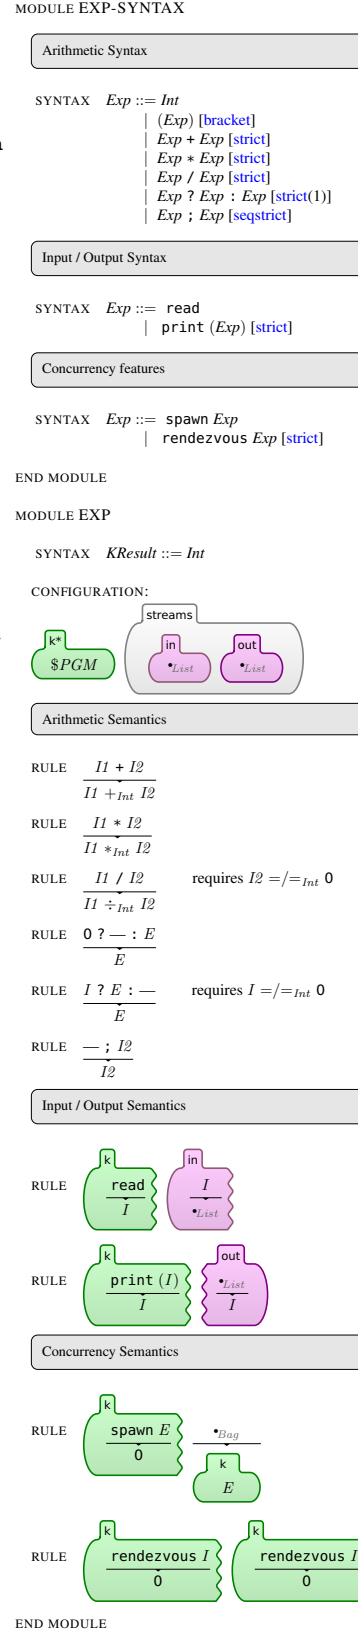 MODULE EXP-SYNTAX
Arithmetic Syntax
SYNTAX Exp ::= Int
| (Exp) [bracket]
| Exp + Exp [strict]
| Exp * Exp [strict]
| Exp / Exp [strict]
| Exp ? Exp : Exp [strict(1)]
| Exp ; Exp [seqstrict]
Input / Output Syntax
SYNTAX Exp ::= read
| print (Exp) [strict]
Concurrency features
SYNTAX Exp ::= spawn Exp
| rendezvous Exp [strict]
END MODULE
MODULE EXP
SYNTAX KResult ::= Int
CONFIGURATION:
streams
k* in out
$PGM •List •List
Arithmetic Semantics
RULE I1 + I2
I1 +Int I2
RULE I1 * I2
I1 *Int I2
RULE I1 / I2 requires I2 =/=Int 0
I1 ÷Int I2
RULE 0 ? — : E
E
RULE I ? E : — requires I =/=Int 0
E
RULE — ; I2
I2
Input / Output Semantics
k in
RULE read I
I •List
k out
RULE print (I) •List
I I
Concurrency Semantics
k
RULE spawn E •Bag
0 k
E
k k
RULE rendezvous I rendezvous I
0 0
END MODULE